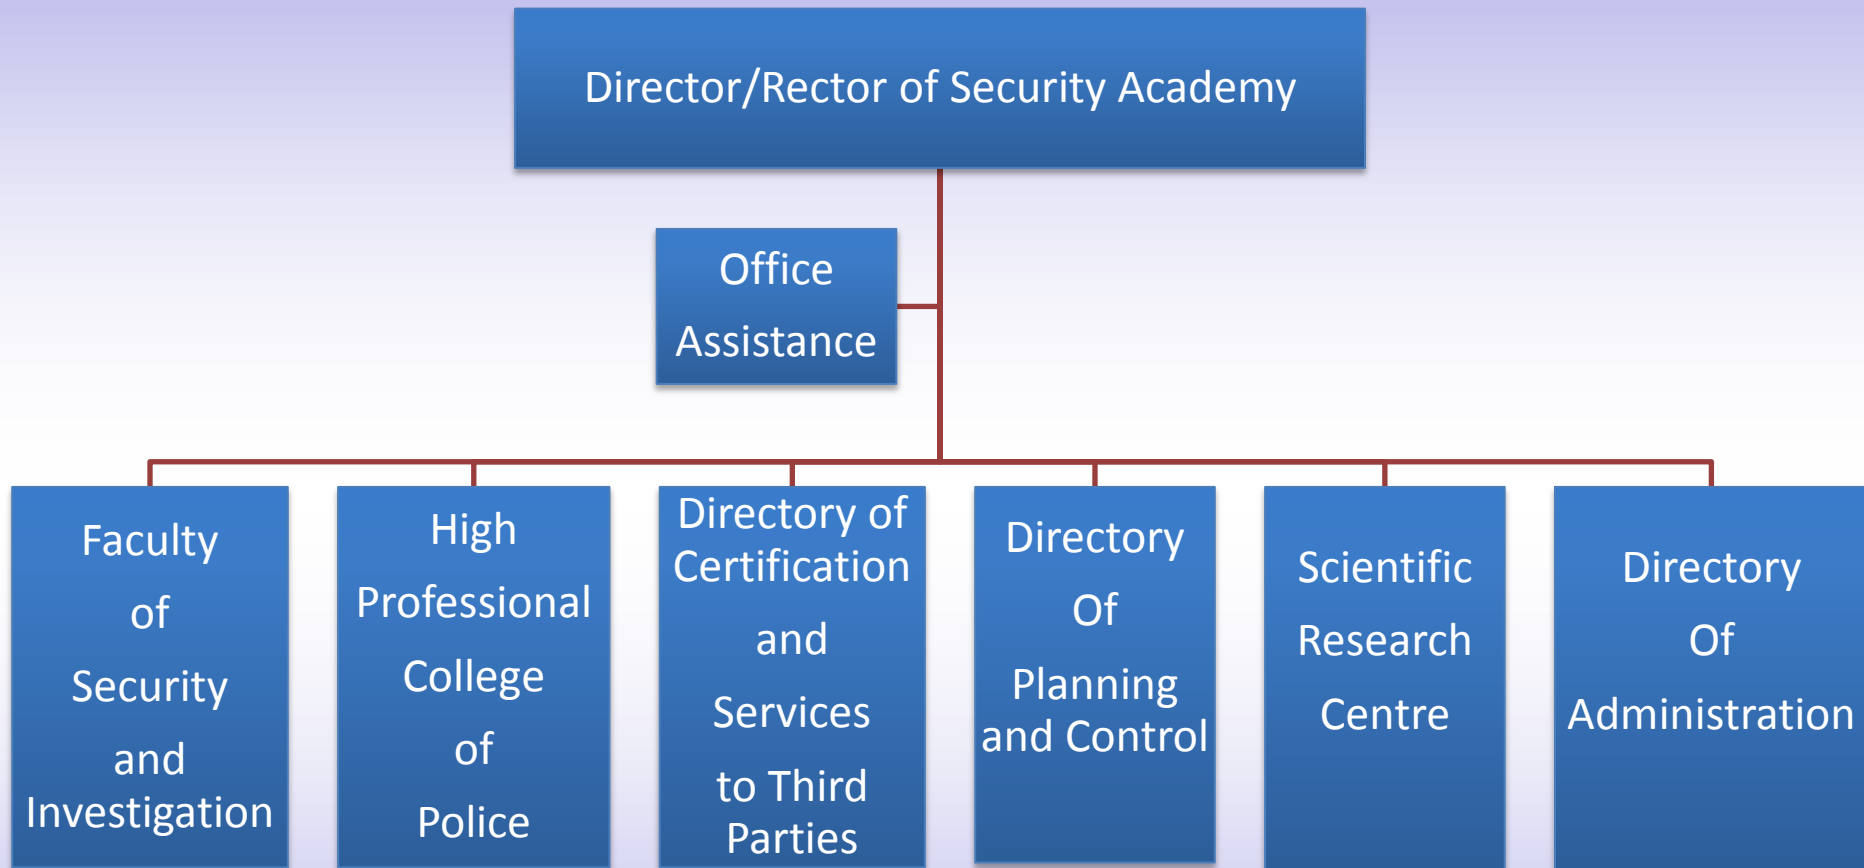 Director/Rector of Security Academy
Office
Assistance
Faculty
of
Security
and
Investigation
High
Professional
College
of
Police
Directory of
Certification
and
Services
to Third
Parties
Directory
Of
Planning
and Control
Scientific
Research
Centre
Directory
Of
Administration